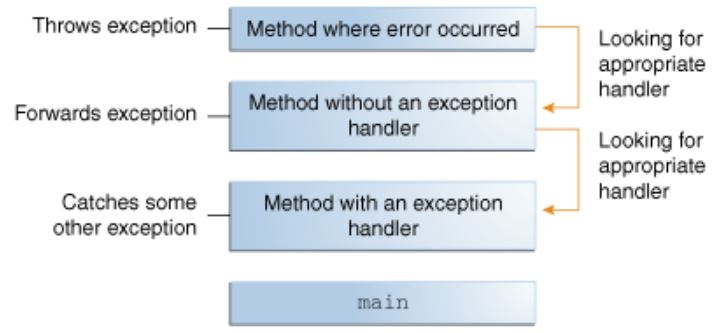 Throws exception
Method where error occurred
Looking for
appropriate
handler
Forwards exception
Method without an exception
handler
Looking for
appropriate
handler
Catches some
other exception
Method with an exception
handler
main